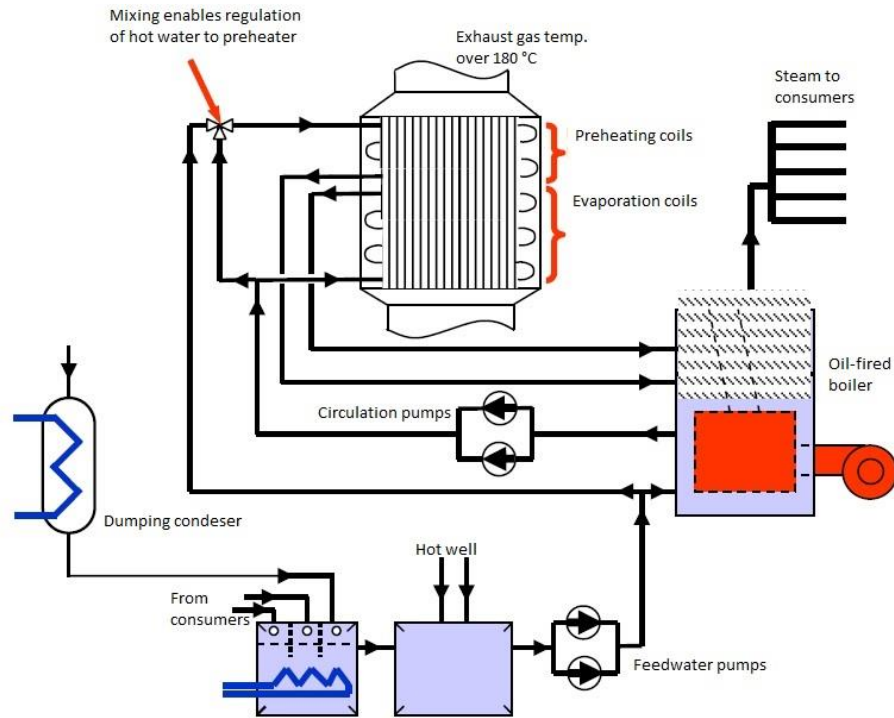 Mixing enables regulation
of hot water to preheater
Exhaust gas temp.
over 180 °C
Steam to
consumers
Preheating coils
Evaporation coils
Oil-fired
boiler
Circulation pumps
Dumping condeser
Hot well
From
consumers
Feedwater pumps